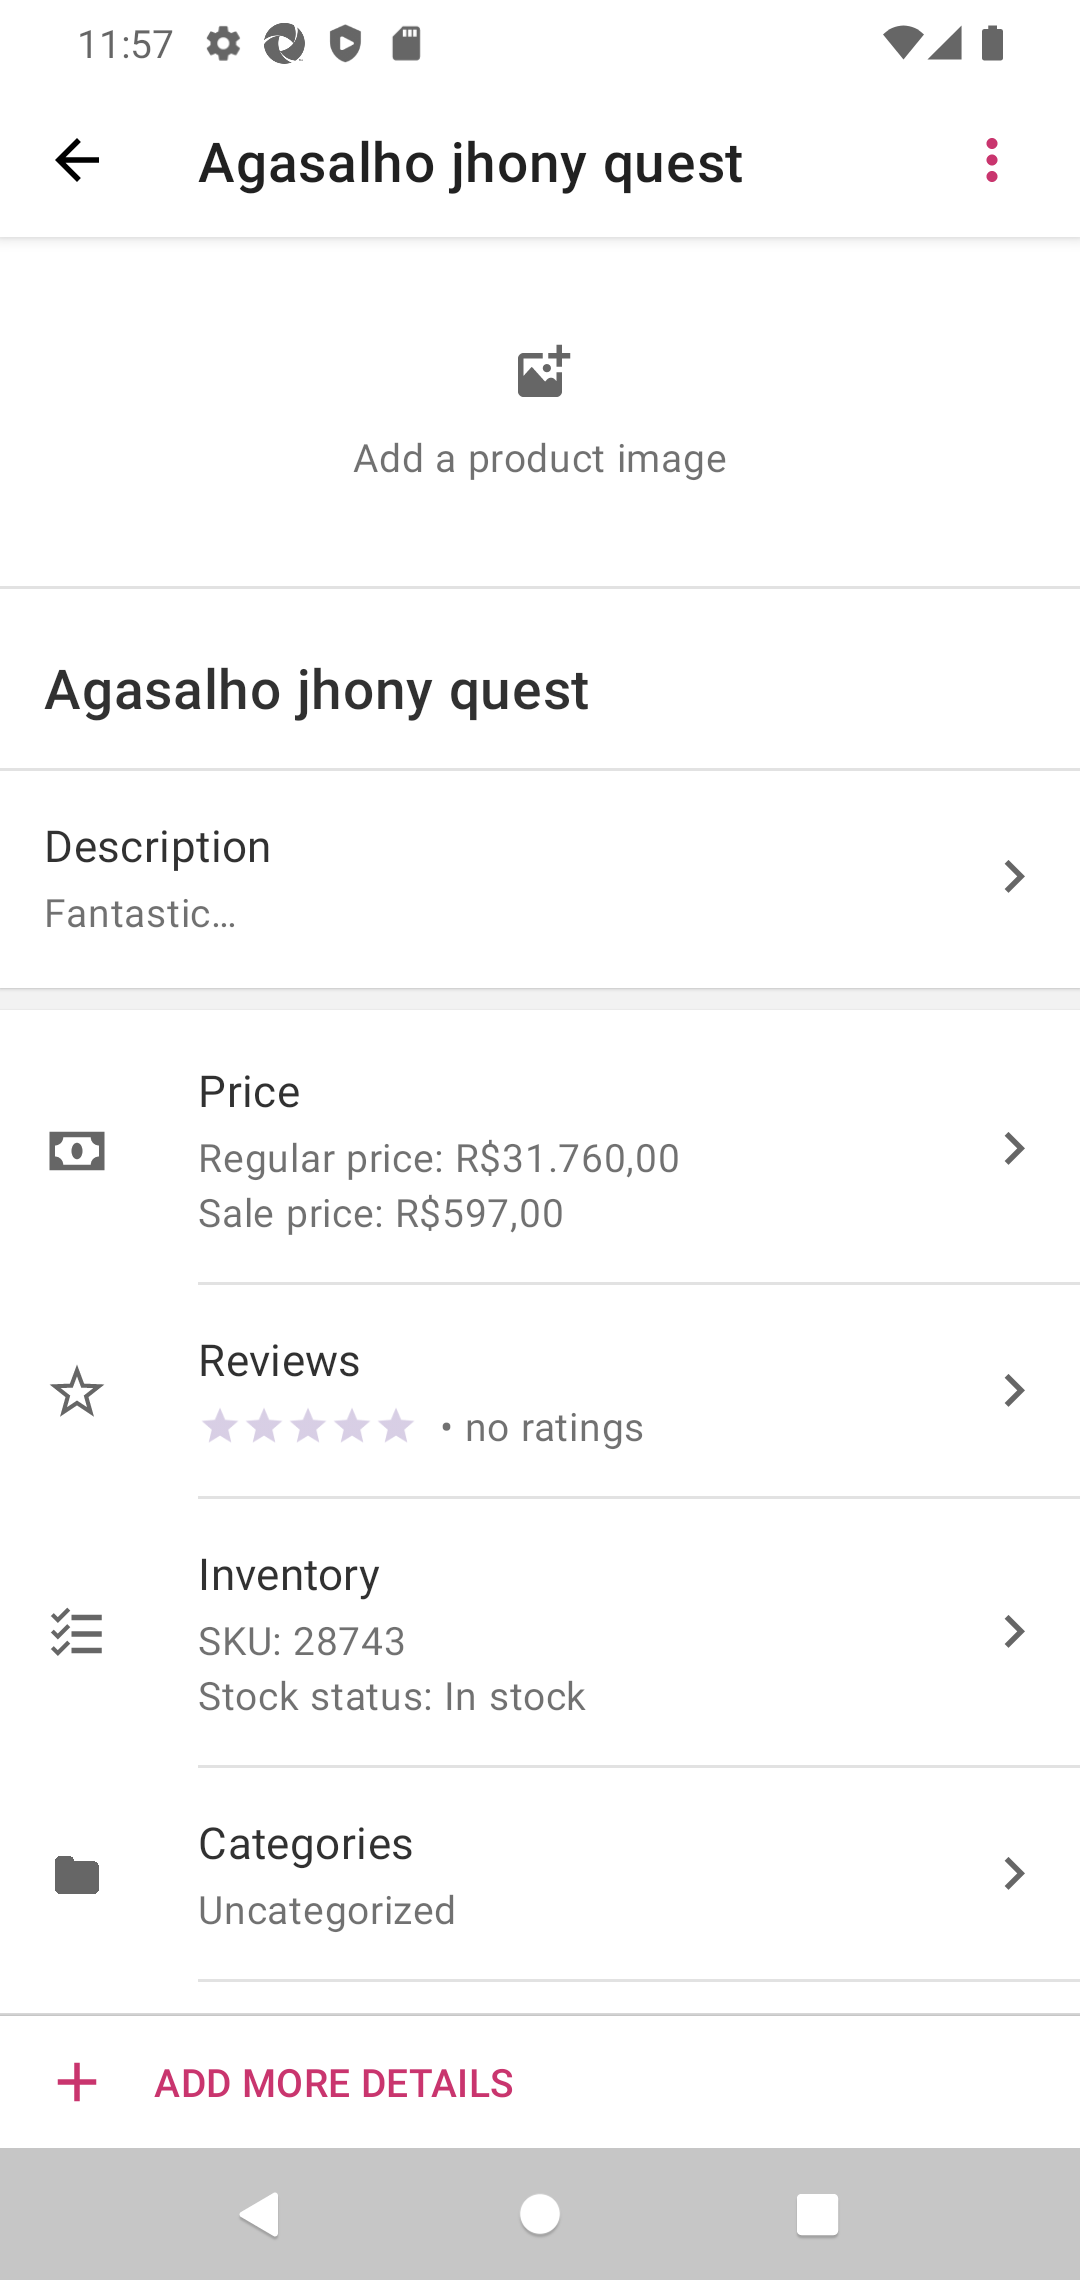 11:57
Agasalho jhony quest
Add a product image
Agasalho jhony quest
Description
Fantastic…
Price
Regular price: R$31.760,00
Sale price: R$597,00
Reviews
• no ratings
Inventory
SKU: 28743
Stock status: In stock
Categories
Uncategorized
ADD MORE DETAILS